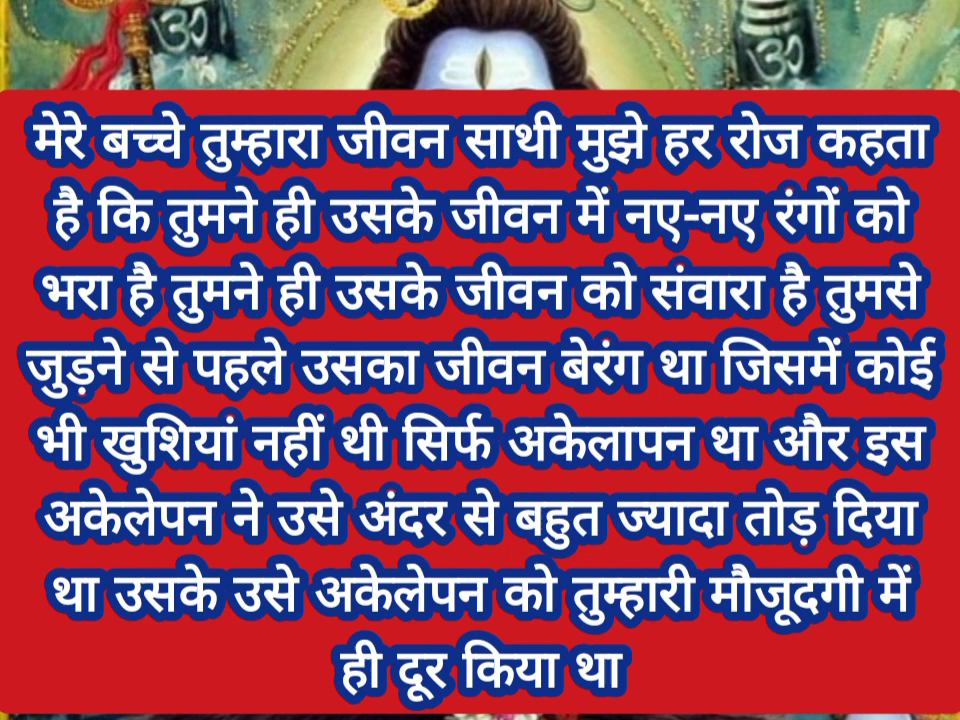 ॐ ॐ
मेरे बच्चे तुम्हारा जीवन साथी मुझे हर रोज कहता
है कि तुमने ही उसके जीवन में नए-नए रंगों को
भरा है तुमने ही उसके जीवन को संवारा है तुमसे
जुड़ने से पहले उसका जीवन बेरंग था जिसमें कोई
भी खुशियां नहीं थी सिर्फ अकेलापन था और इस
अकेलेपन ने उसे अंदर से बहुत ज्यादा तोड़ दिया
था उसके उसे अकेलेपन को तुम्हारी मौजूदगी में
ही दूर किया था